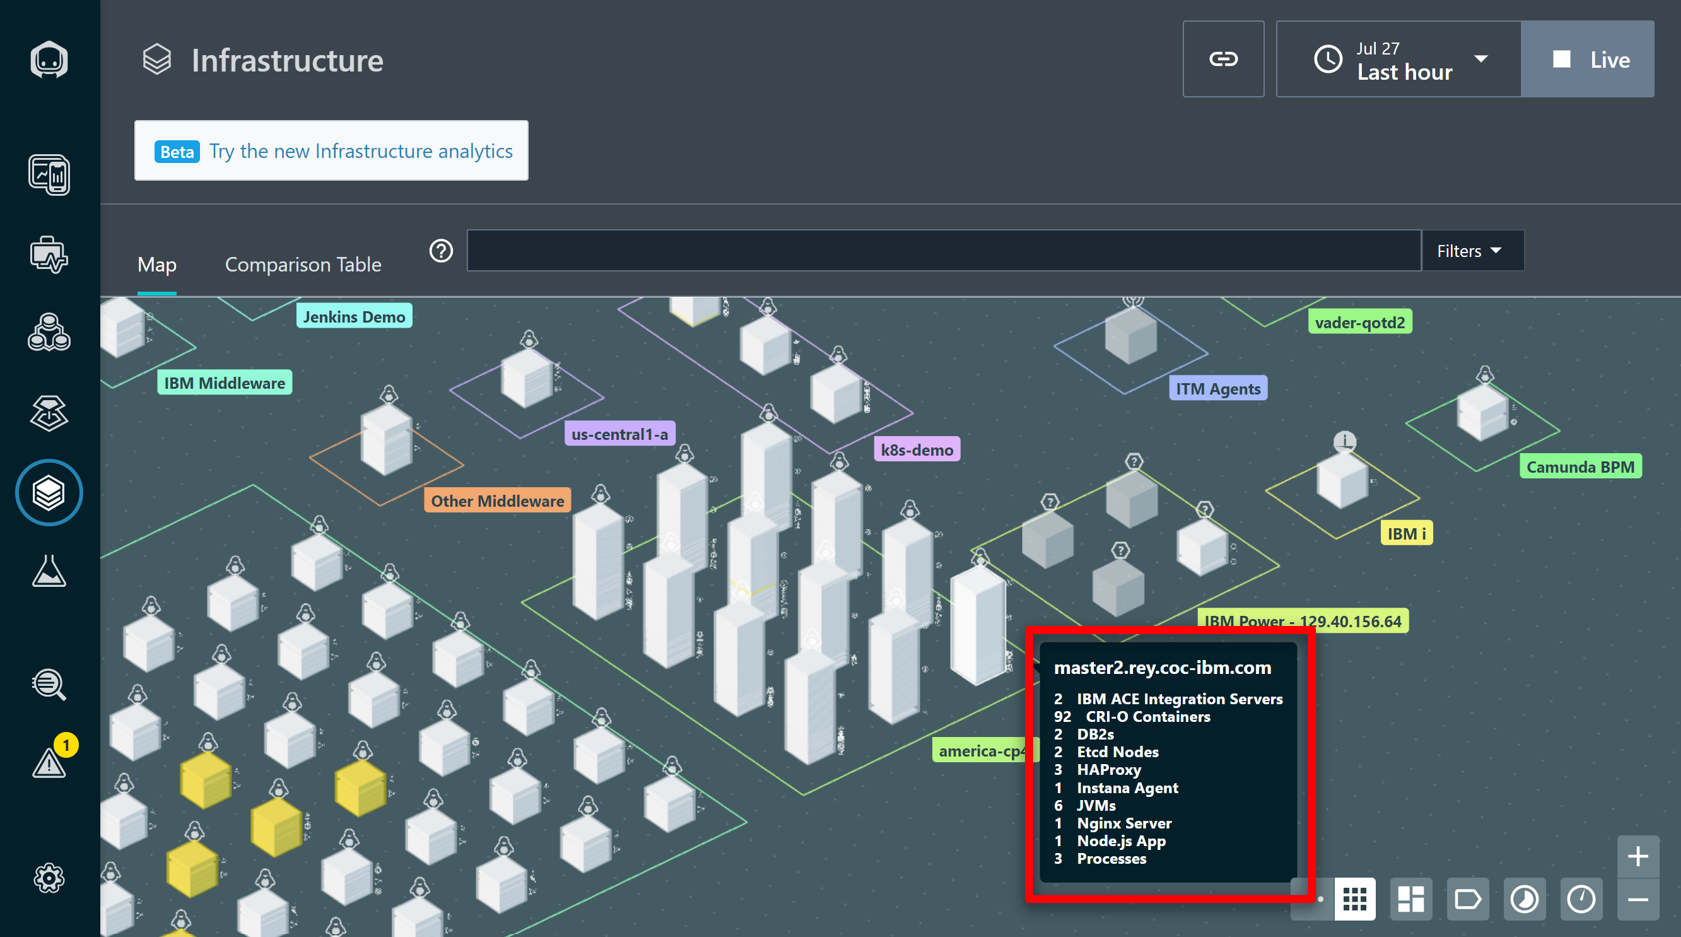 Infrastructure
Jul 27
Last hour
Live
Beta Try the new Infrastructure analytics
Map
Comparison Table
Filters
Jenkins Demo
vader-qotd2
IBM Middleware
ITM Agents
us-central1-a
k8s-demo
Camunda BPM
Other Middleware
IBM i
IBM Power - 129.40.156.64
master2.rey.coc-ibm.com
2 IBM ACE Integration Servers
92 CRI-O Containers
2 DB2s
america-cp4
2 Etcd Nodes
3 HAProxy
1 Instana Agent
6 JVMs
1 Nginx Server
1 Node.js App
3 Processes
1